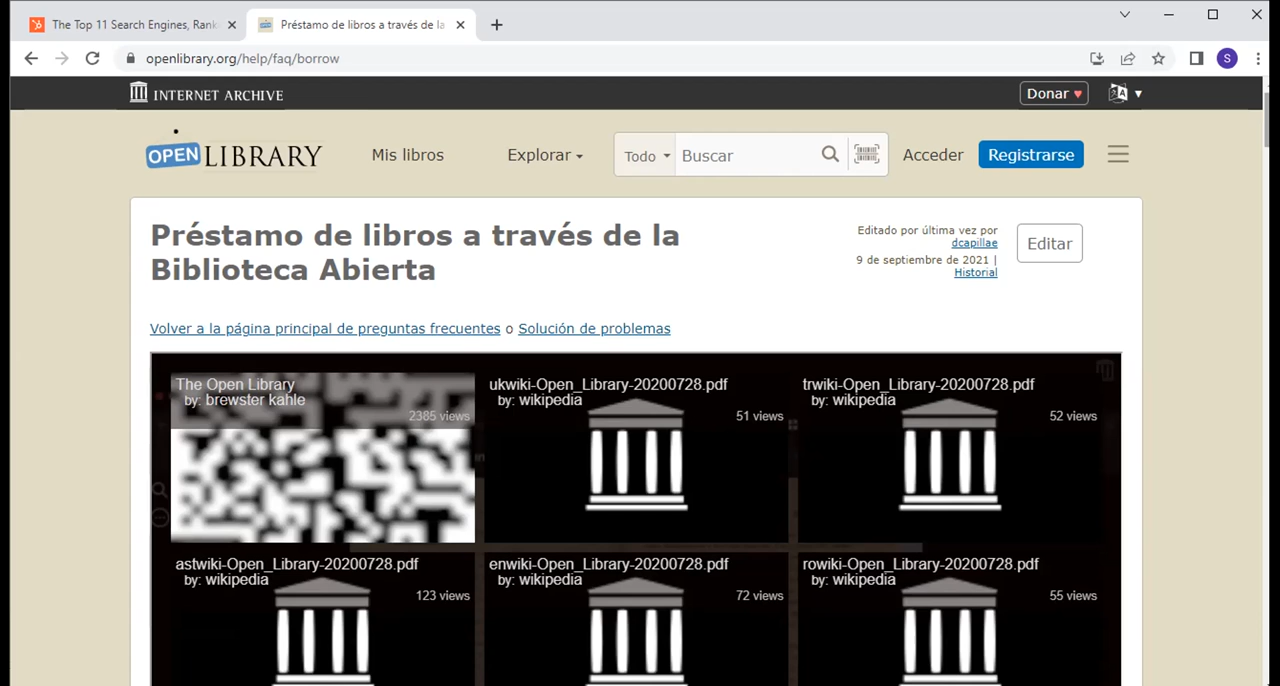 The Top 11 Search Engines, Rank
Préstamo de libros a través de la
openlibrary.org/help/faq/borrow
S
INTERNET ARCHIVE
Donar
OPEN LIBRARY
Mis libros
Explorar
Todo
Buscar
Acceder
Registrarse
Préstamo de libros a través de la
Biblioteca Abierta
Editado por última vez por
dcapillae
9 de septiembre de 2021 |
Historial
Editar
Volver a la página principal de preguntas frecuentes o Solución de problemas
The Open Library
by: brewster kahle
2385 views
ukwiki-Open_Library-20200728.pdf
by: wikipedia
51 views
trwiki-Open_Library-20200728.pdf
by: wikipedia
52 views
astwiki-Open_Library-20200728.pdf
by: wikipedia
123 views
enwiki-Open_Library-20200728.pdf
by: wikipedia
72 views
rowiki-Open_Library-20200728.pdf
by: wikipedia
55 views